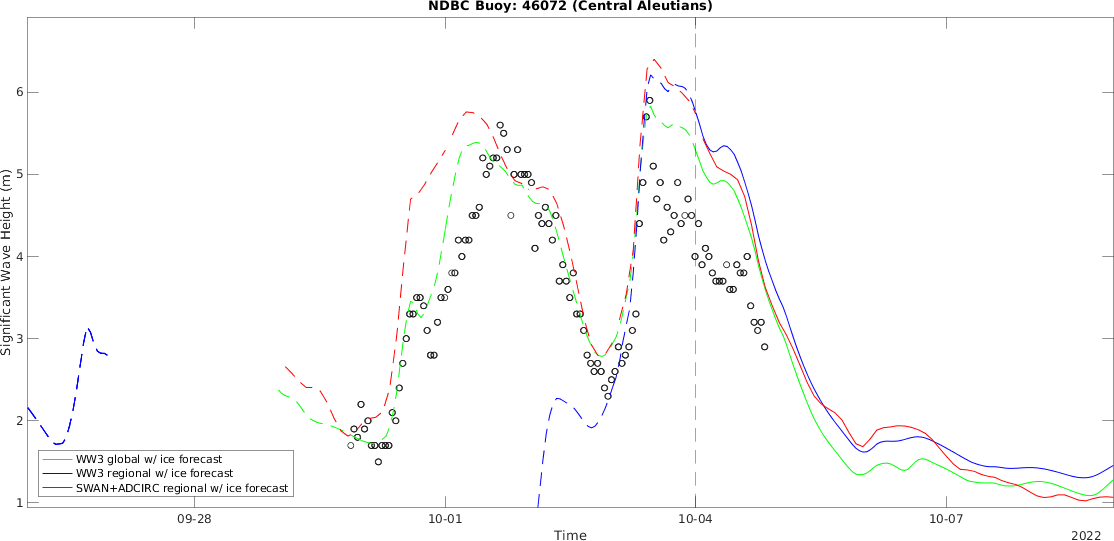 NDBC Buoy: 46072 (Central Aleutians)
Significant Wave Height (m)
6
5
4
3
2
1
WW3 global w/ ice forecast
WW3 regional w/ ice forecast
SWAN+ADCIRC regional w/ ice forecast
09-28
10-01
10-04
10-07
Time
2022